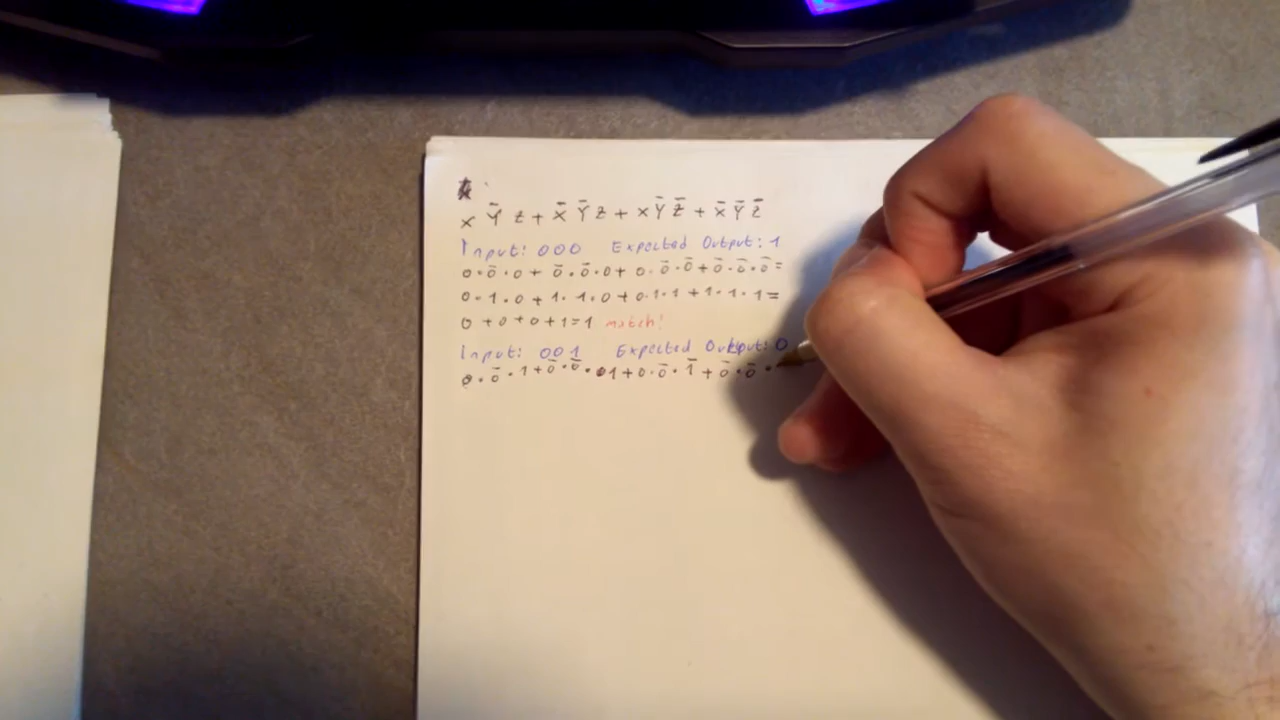 x Ȳ z + X̄ Ȳ z + x Ȳ Z̄ + X̄ Ȳ Z̄
Input: 000 Expected Output: 1
0·0̄·0 + 0̄·0̄·0 + 0·0̄·0̄ + 0̄·0̄·0̄ =
0·1·0 + 1·1·0 + 0·1·1 + 1·1·1 =
0 + 0 + 0 + 1 = 1 match!
Input: 001 Expected Output: 0
0·0̄·1 + 0̄·0̄·1 + 0·0̄·1̄ + 0̄·0̄·